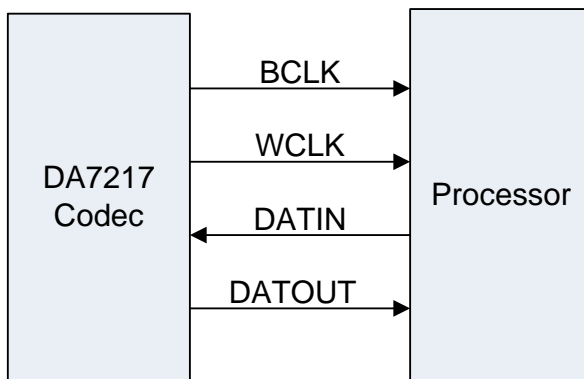 DA7217
Codec
BCLK
WCLK
DATIN
DATOUT
Processor